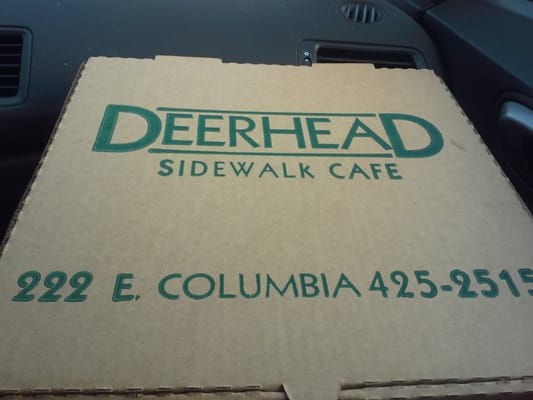 DEERHEAD
SIDEWALK CAFE
222 E. COLUMBIA 425-2515